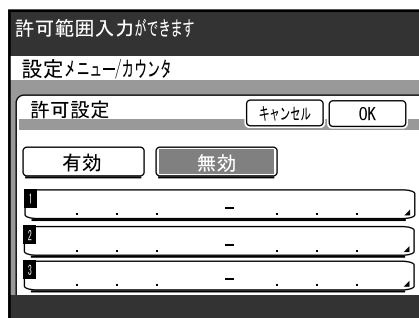 許可範囲入力ができます
設定メニュー/カウンタ
許可設定 キャンセル OK
有効 無効
1 . . . – . . .
2 . . . – . . .
3 . . . – . . .